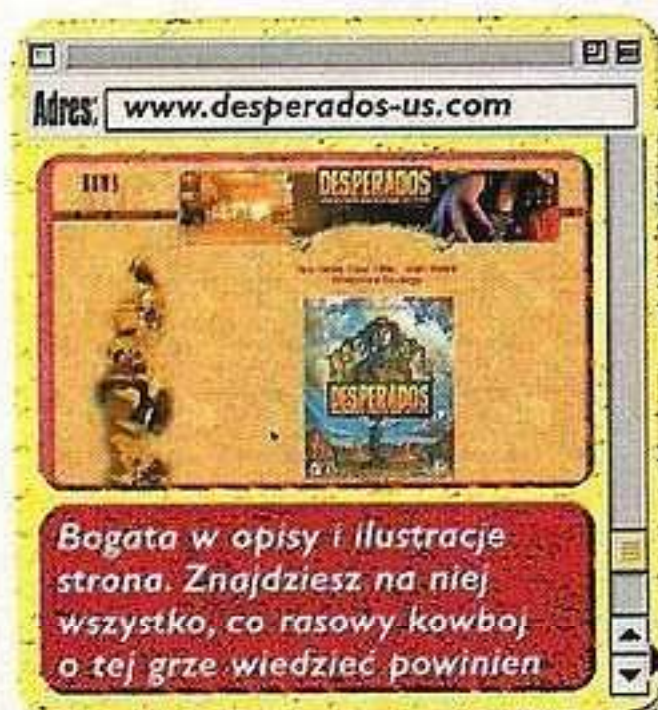 Adres: www.desperados-us.com
NEWS
DESPERADOS
DESPERADOS
Bogata w opisy i ilustracje
strona. Znajdziesz na niej
wszystko, co rasowy kowboj
o tej grze wiedzieć powinien